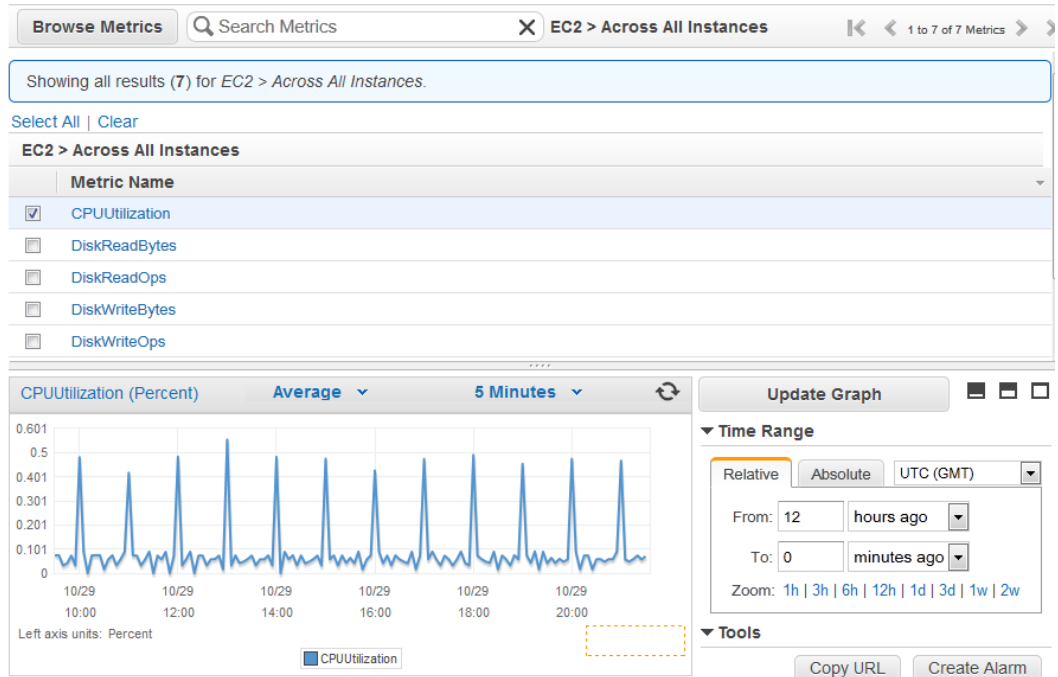 Browse Metrics Search Metrics X EC2 > Across All Instances 1 to 7 of 7 Metrics
Showing all results (7) for EC2 > Across All Instances.
Select All | Clear
EC2 > Across All Instances
Metric Name
CPUUtilization
DiskReadBytes
DiskReadOps
DiskWriteBytes
DiskWriteOps
CPUUtilization (Percent) Average 5 Minutes
0.601
0.5
0.401
0.301
0.201
0.101
0
10/29 10/29 10/29 10/29 10/29 10/29
10:00 12:00 14:00 16:00 18:00 20:00
Left axis units: Percent
CPUUtilization
Update Graph
Time Range
Relative Absolute UTC (GMT)
From: 12 hours ago
To: 0 minutes ago
Zoom: 1h | 3h | 6h | 12h | 1d | 3d | 1w | 2w
Tools
Copy URL Create Alarm